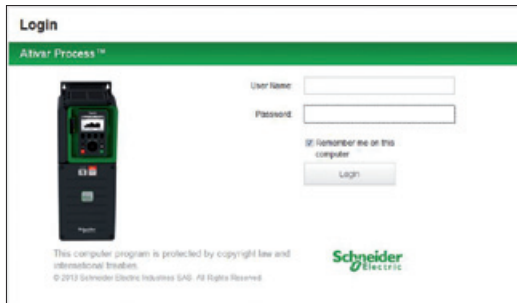 Login
Altivar Process™
User Name
Password
Remember me on this
computer
Login
This computer program is protected by copyright law and
international treaties
© 2013 Schneider Electric Industries SAS. All Rights Reserved.
Schneider
Electric